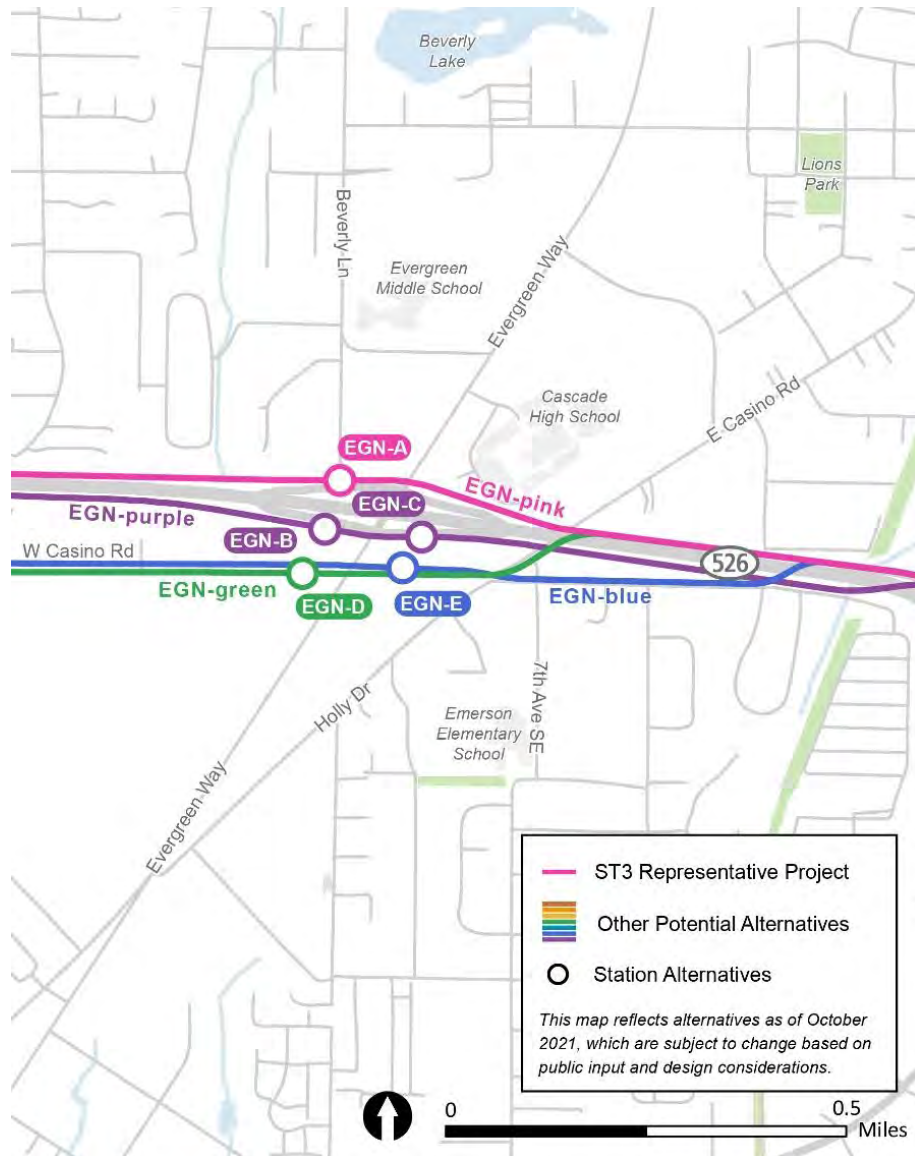 Beverly
Lake
Lions
Park
Beverly Ln
Evergreen Way
Evergreen
Middle School
Cascade
High School
E Casino Rd
EGN-A
EGN-pink
EGN-C
EGN-purple
EGN-B
W Casino Rd
526
EGN-green
EGN-D
EGN-E
EGN-blue
Holly Dr
7th Ave SE
Emerson
Elementary
School
Evergreen Way
ST3 Representative Project
Other Potential Alternatives
Station Alternatives
This map reflects alternatives as of October
2021, which are subject to change based on
public input and design considerations.
0
0.5
Miles